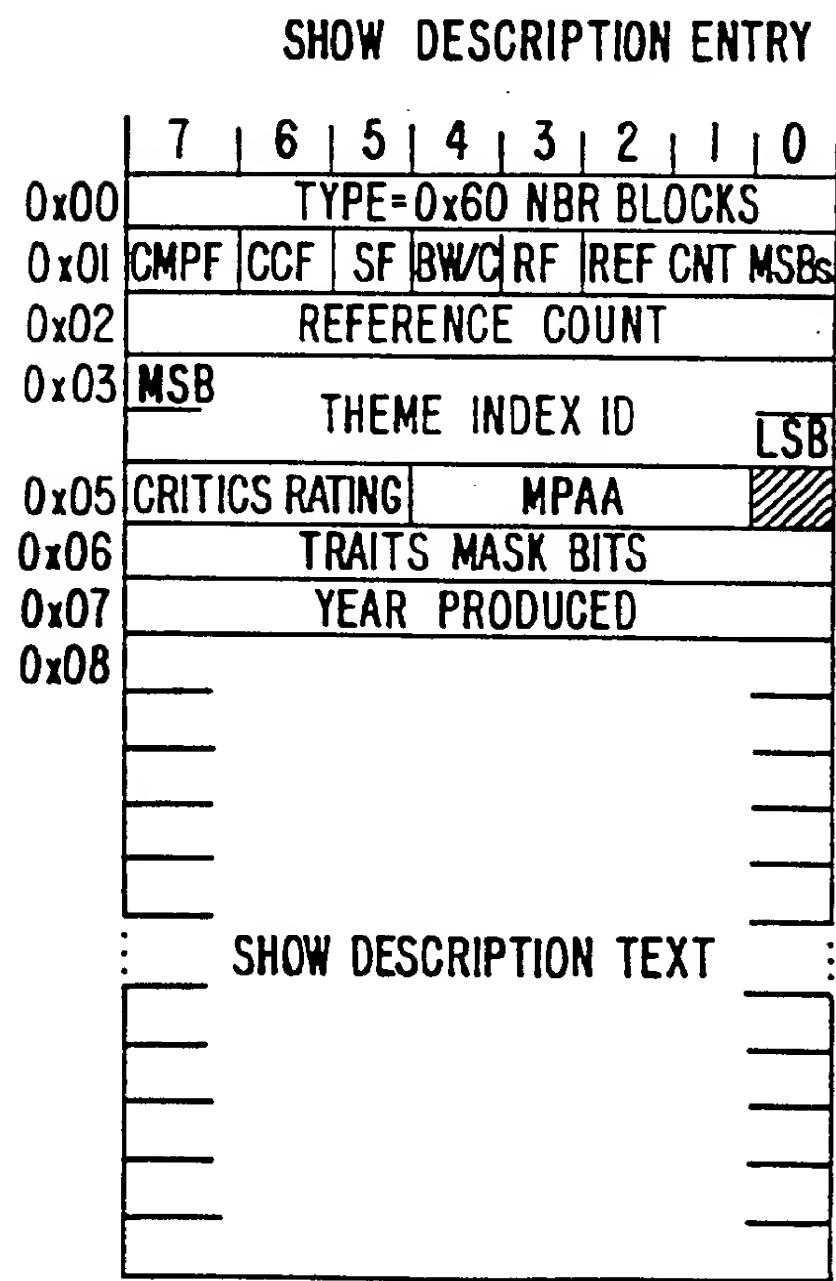 SHOW DESCRIPTION ENTRY
7 6 5 4 3 2 1 0
0x00 TYPE=0x60 NBR BLOCKS
0x01 CMPF CCF SF BW/C RF REF CNT MSBs
0x02 REFERENCE COUNT
0x03 MSB
THEME INDEX ID
LSB
0x05 CRITICS RATING MPAA
0x06 TRAITS MASK BITS
0x07 YEAR PRODUCED
0x08
SHOW DESCRIPTION TEXT